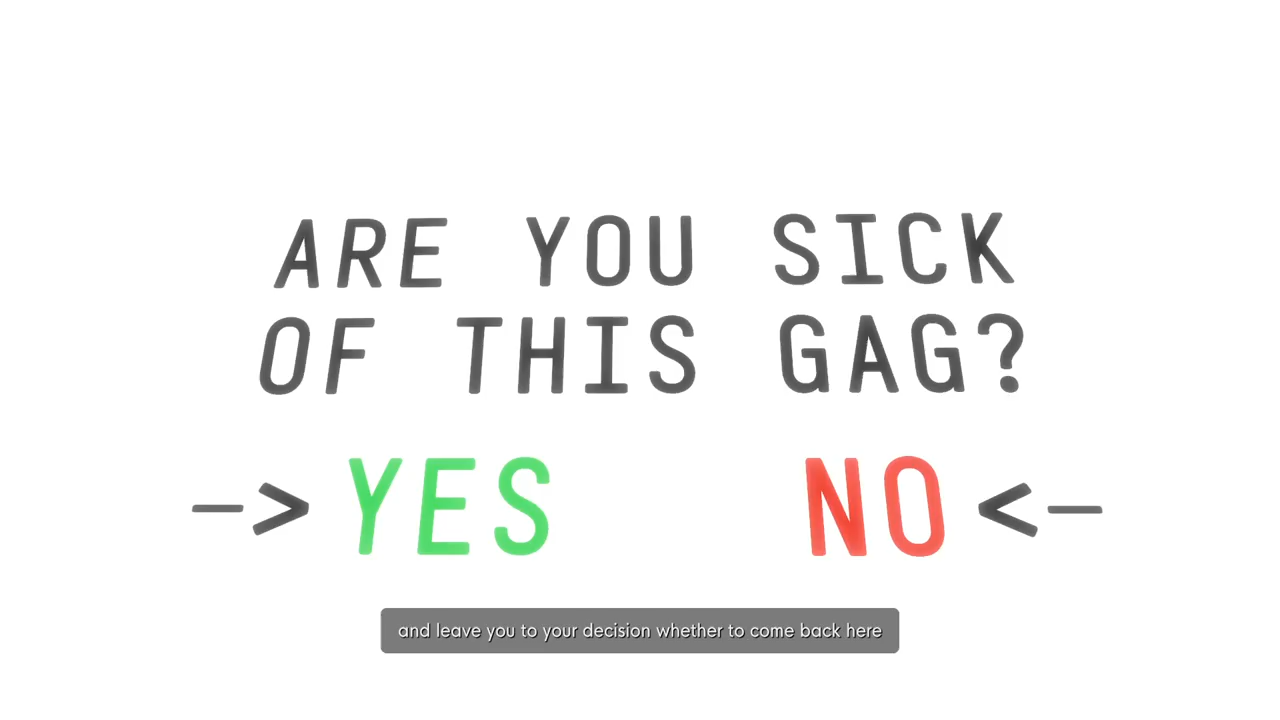 ARE YOU SICK
OF THIS GAG?
—> YES NO <—
and leave you to your decision whether to come back here